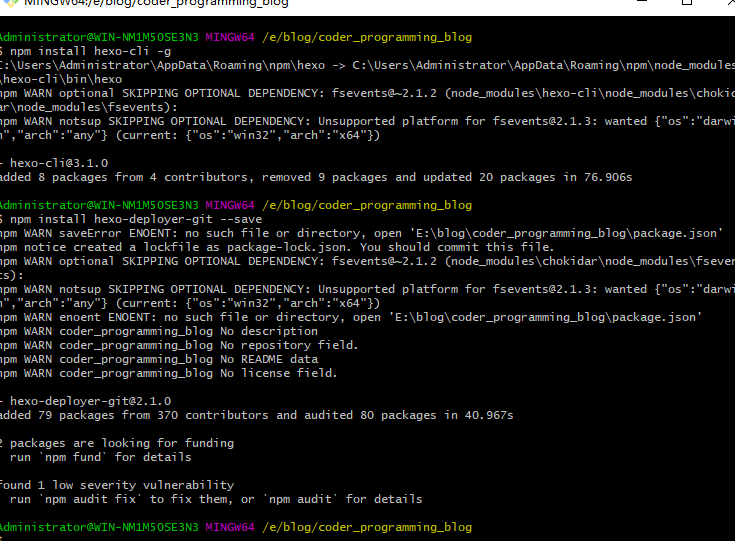 MINGW64:/e/blog/coder_programming_blog
Administrator@WIN-NM1M5OSE3N3 MINGW64 /e/blog/coder_programming_blog
$ npm install hexo-cli -g
C:\Users\Administrator\AppData\Roaming\npm\hexo -> C:\Users\Administrator\AppData\Roaming\npm\node_modules
\hexo-cli\bin\hexo
npm WARN optional SKIPPING OPTIONAL DEPENDENCY: fsevents@~2.1.2 (node_modules\hexo-cli\node_modules\choki
dar\node_modules\fsevents):
npm WARN notsup SKIPPING OPTIONAL DEPENDENCY: Unsupported platform for fsevents@2.1.3: wanted {"os":"darwi
n","arch":"any"} (current: {"os":"win32","arch":"x64"})
+ hexo-cli@3.1.0
added 8 packages from 4 contributors, removed 9 packages and updated 20 packages in 76.906s
Administrator@WIN-NM1M5OSE3N3 MINGW64 /e/blog/coder_programming_blog
$ npm install hexo-deployer-git --save
npm WARN saveError ENOENT: no such file or directory, open 'E:\blog\coder_programming_blog\package.json'
npm notice created a lockfile as package-lock.json. You should commit this file.
npm WARN optional SKIPPING OPTIONAL DEPENDENCY: fsevents@~2.1.2 (node_modules\chokidar\node_modules\fseven
ts):
npm WARN notsup SKIPPING OPTIONAL DEPENDENCY: Unsupported platform for fsevents@2.1.3: wanted {"os":"darwi
n","arch":"any"} (current: {"os":"win32","arch":"x64"})
npm WARN enoent ENOENT: no such file or directory, open 'E:\blog\coder_programming_blog\package.json'
npm WARN coder_programming_blog No description
npm WARN coder_programming_blog No repository field.
npm WARN coder_programming_blog No README data
npm WARN coder_programming_blog No license field.
+ hexo-deployer-git@2.1.0
added 79 packages from 370 contributors and audited 80 packages in 40.967s
2 packages are looking for funding
run `npm fund` for details
found 1 low severity vulnerability
run `npm audit fix` to fix them, or `npm audit` for details
Administrator@WIN-NM1M5OSE3N3 MINGW64 /e/blog/coder_programming_blog